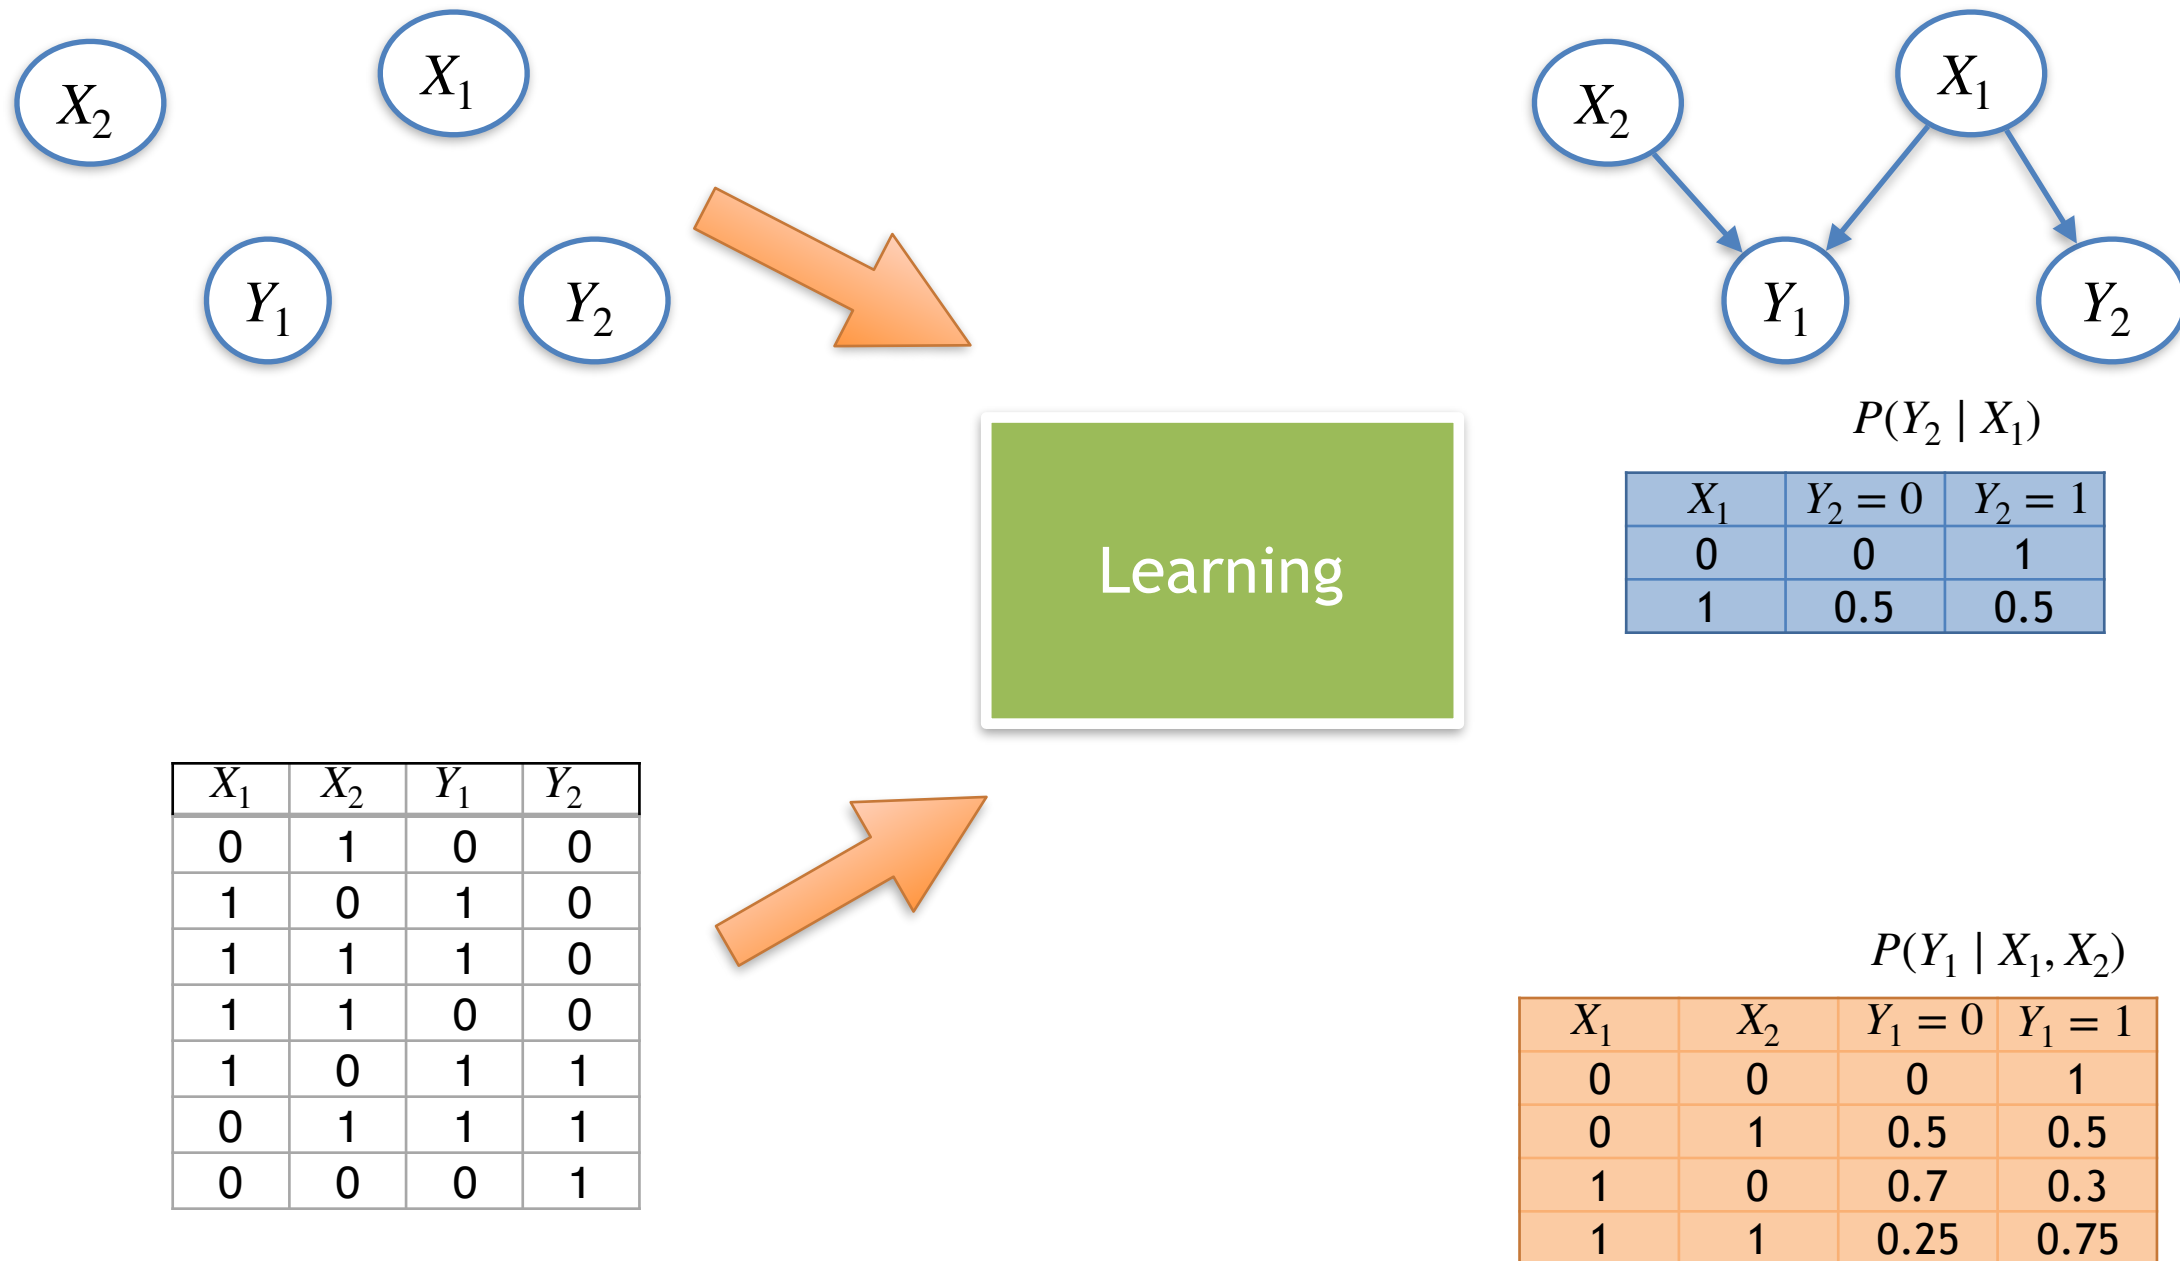 X₂
X₁
Y₁
Y₂
X₂
X₁
Y₁
Y₂
Learning
P(Y₂ | X₁)
X₁ Y₂ = 0 Y₂ = 1
0 0 1
1 0.5 0.5
X₁ X₂ Y₁ Y₂
0 1 0 0
1 0 1 0
1 1 1 0
1 1 0 0
1 0 1 1
0 1 1 1
0 0 0 1
P(Y₁ | X₁, X₂)
X₁ X₂ Y₁ = 0 Y₁ = 1
0 0 0 1
0 1 0.5 0.5
1 0 0.7 0.3
1 1 0.25 0.75